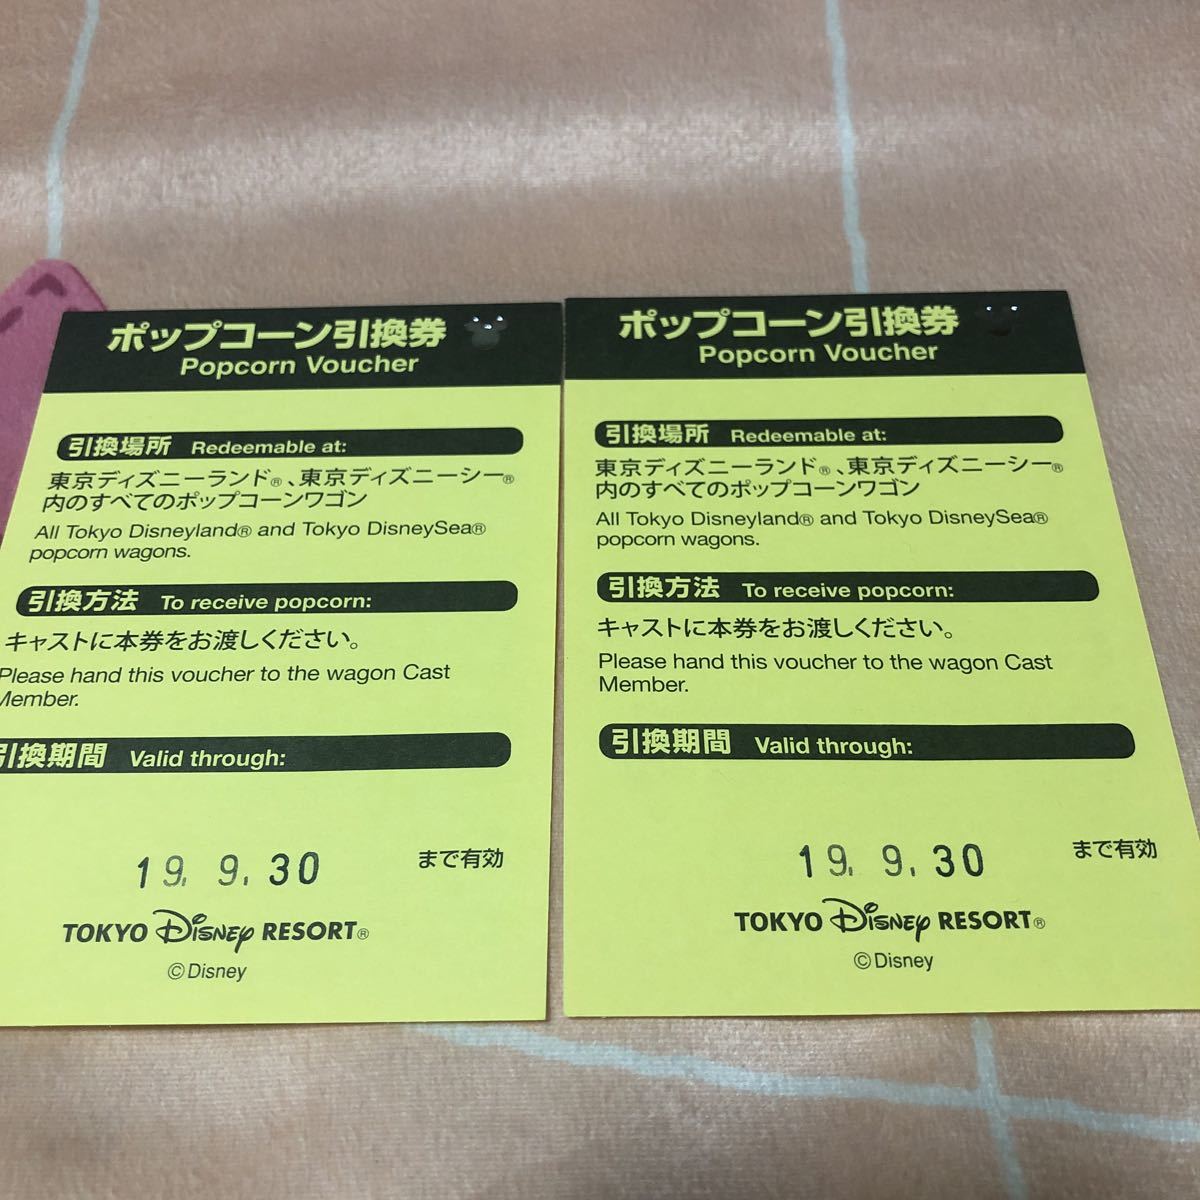 ポップコーン引換券
Popcorn Voucher
引換場所 Redeemable at:
東京ディズニーランド®、東京ディズニーシー®
内のすべてのポップコーンワゴン
All Tokyo Disneyland® and Tokyo DisneySea®
popcorn wagons.
引換方法 To receive popcorn:
キャストに本券をお渡しください。
Please hand this voucher to the wagon Cast
Member.
引換期間 Valid through:
19. 9. 30 まで有効
TOKYO Disney RESORT®
©Disney
ポップコーン引換券
Popcorn Voucher
引換場所 Redeemable at:
東京ディズニーランド®、東京ディズニーシー®
内のすべてのポップコーンワゴン
All Tokyo Disneyland® and Tokyo DisneySea®
popcorn wagons.
引換方法 To receive popcorn:
キャストに本券をお渡しください。
Please hand this voucher to the wagon Cast
Member.
引換期間 Valid through:
19. 9. 30 まで有効
TOKYO Disney RESORT®
©Disney